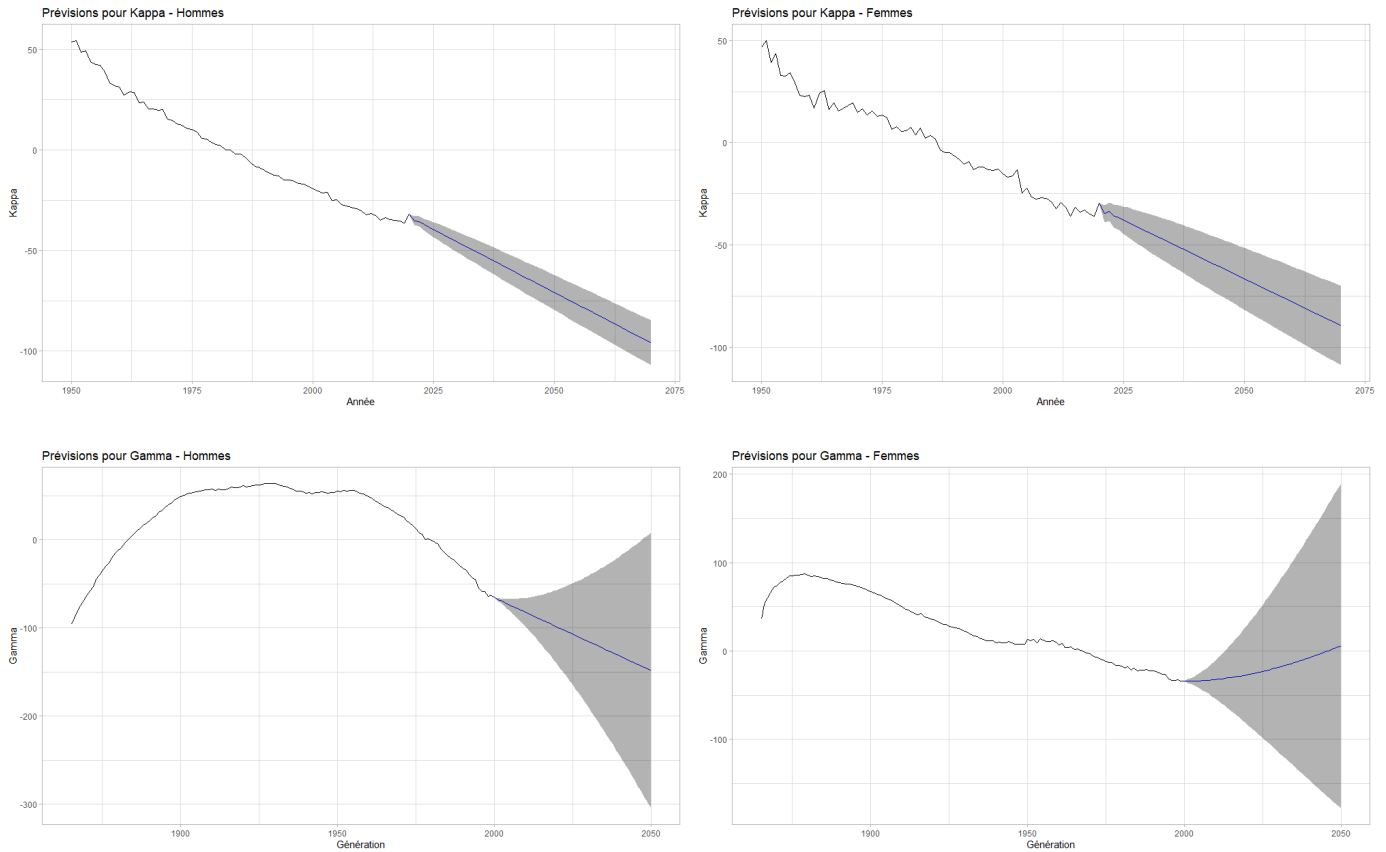 Prévisions pour Kappa - Hommes
Kappa
50
0
-50
-100
1950 1975 2000 2025 2050 2075
Année
Prévisions pour Kappa - Femmes
Kappa
50
0
-50
-100
1950 1975 2000 2025 2050 2075
Année
Prévisions pour Gamma - Hommes
Gamma
0
-100
-200
-300
1900 1950 2000 2050
Génération
Prévisions pour Gamma - Femmes
Gamma
200
100
0
-100
1900 1950 2000 2050
Génération